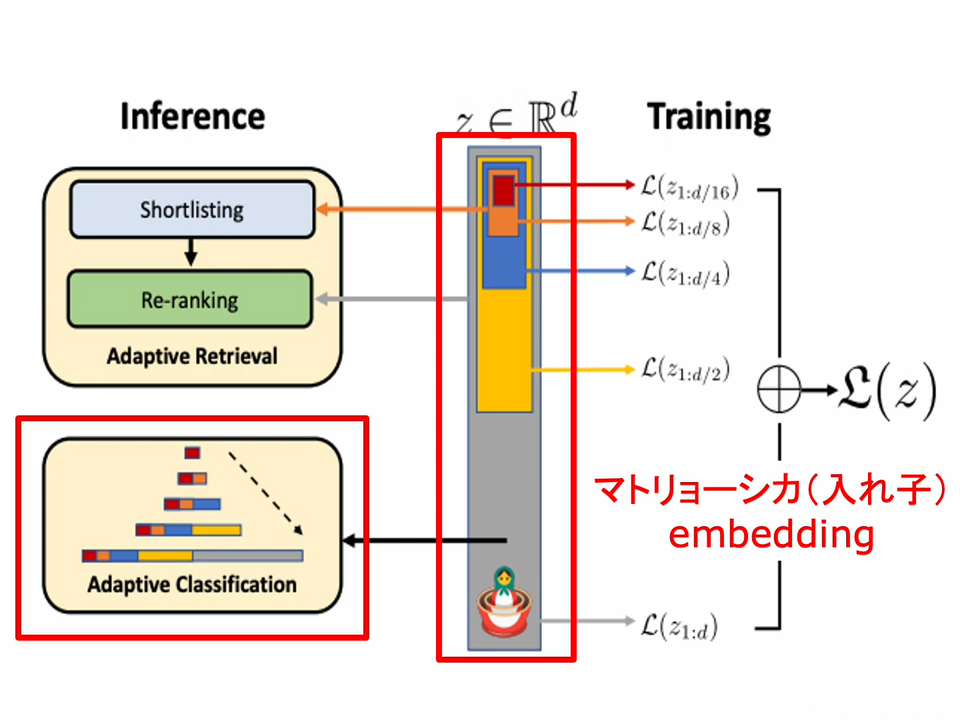 Inference
z ∈ ℝ^d
Training
Shortlisting
Re-ranking
Adaptive Retrieval
Adaptive Classification
ℒ(z_{1:d/16})
ℒ(z_{1:d/8})
ℒ(z_{1:d/4})
ℒ(z_{1:d/2})
𝔏(z)
マトリョーシカ（入れ子）
embedding
ℒ(z_{1:d})